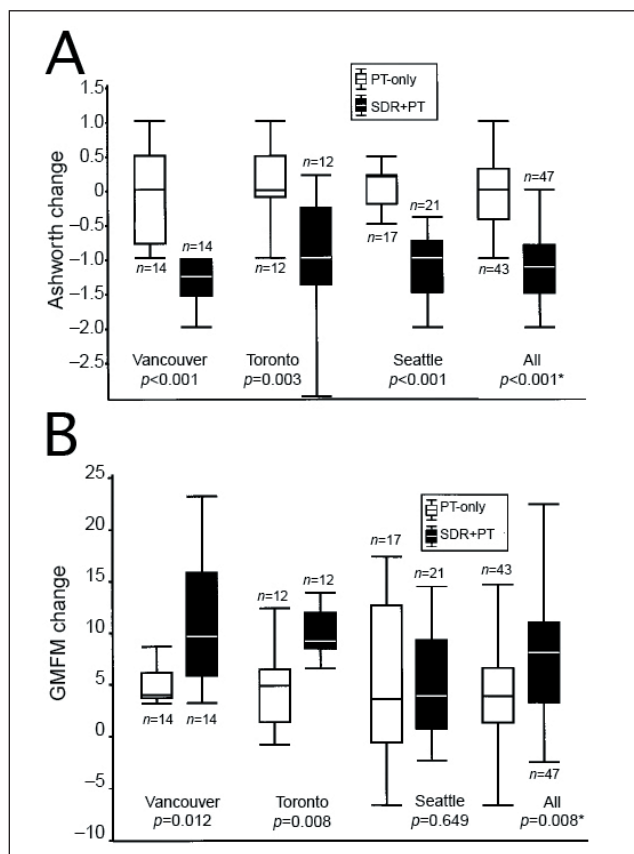 A
PT-only
SDR+PT
1.5
1.0
0.5
0
–0.5
–1.0
–1.5
–2.0
–2.5
Ashworth change
n=14
n=14
n=12
n=12
n=17
n=21
n=43
n=47
Vancouver
p<0.001
Toronto
p=0.003
Seattle
p<0.001
All
p<0.001*
B
PT-only
SDR+PT
25
20
15
10
5
0
–5
–10
GMFM change
n=14
n=14
n=12
n=12
n=17
n=21
n=43
n=47
Vancouver
p=0.012
Toronto
p=0.008
Seattle
p=0.649
All
p=0.008*